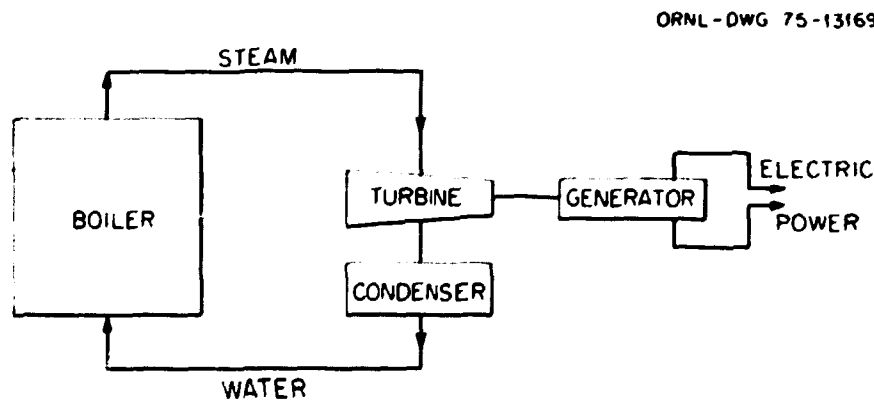 ORNL-DWG 75-13169
STEAM
BOILER
TURBINE
GENERATOR
ELECTRIC
POWER
CONDENSER
WATER